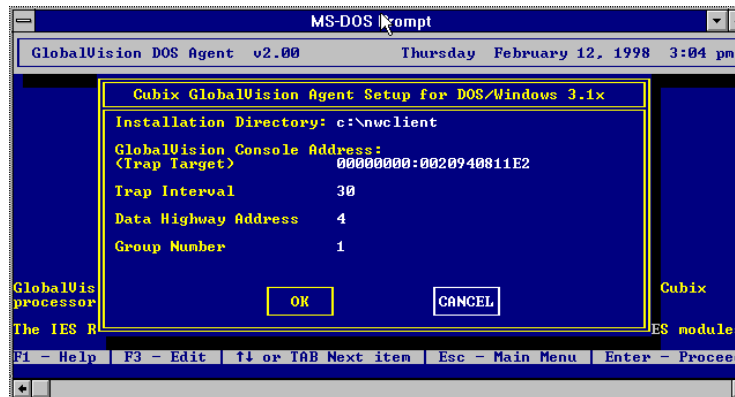 MS-DOS Prompt
GlobalVision DOS Agent v2.00 Thursday February 12, 1998 3:04 pm
Cubix GlobalVision Agent Setup for DOS/Windows 3.1x
Installation Directory: c:\nwclient
GlobalVision Console Address:
(Trap Target) 00000000:0020940811E2
Trap Interval 30
Data Highway Address 4
Group Number 1
GlobalVis Cubix
processor
OK CANCEL
The IES R ES module
F1 - Help F3 - Edit ↑↓ or TAB Next item Esc - Main Menu Enter - Procee